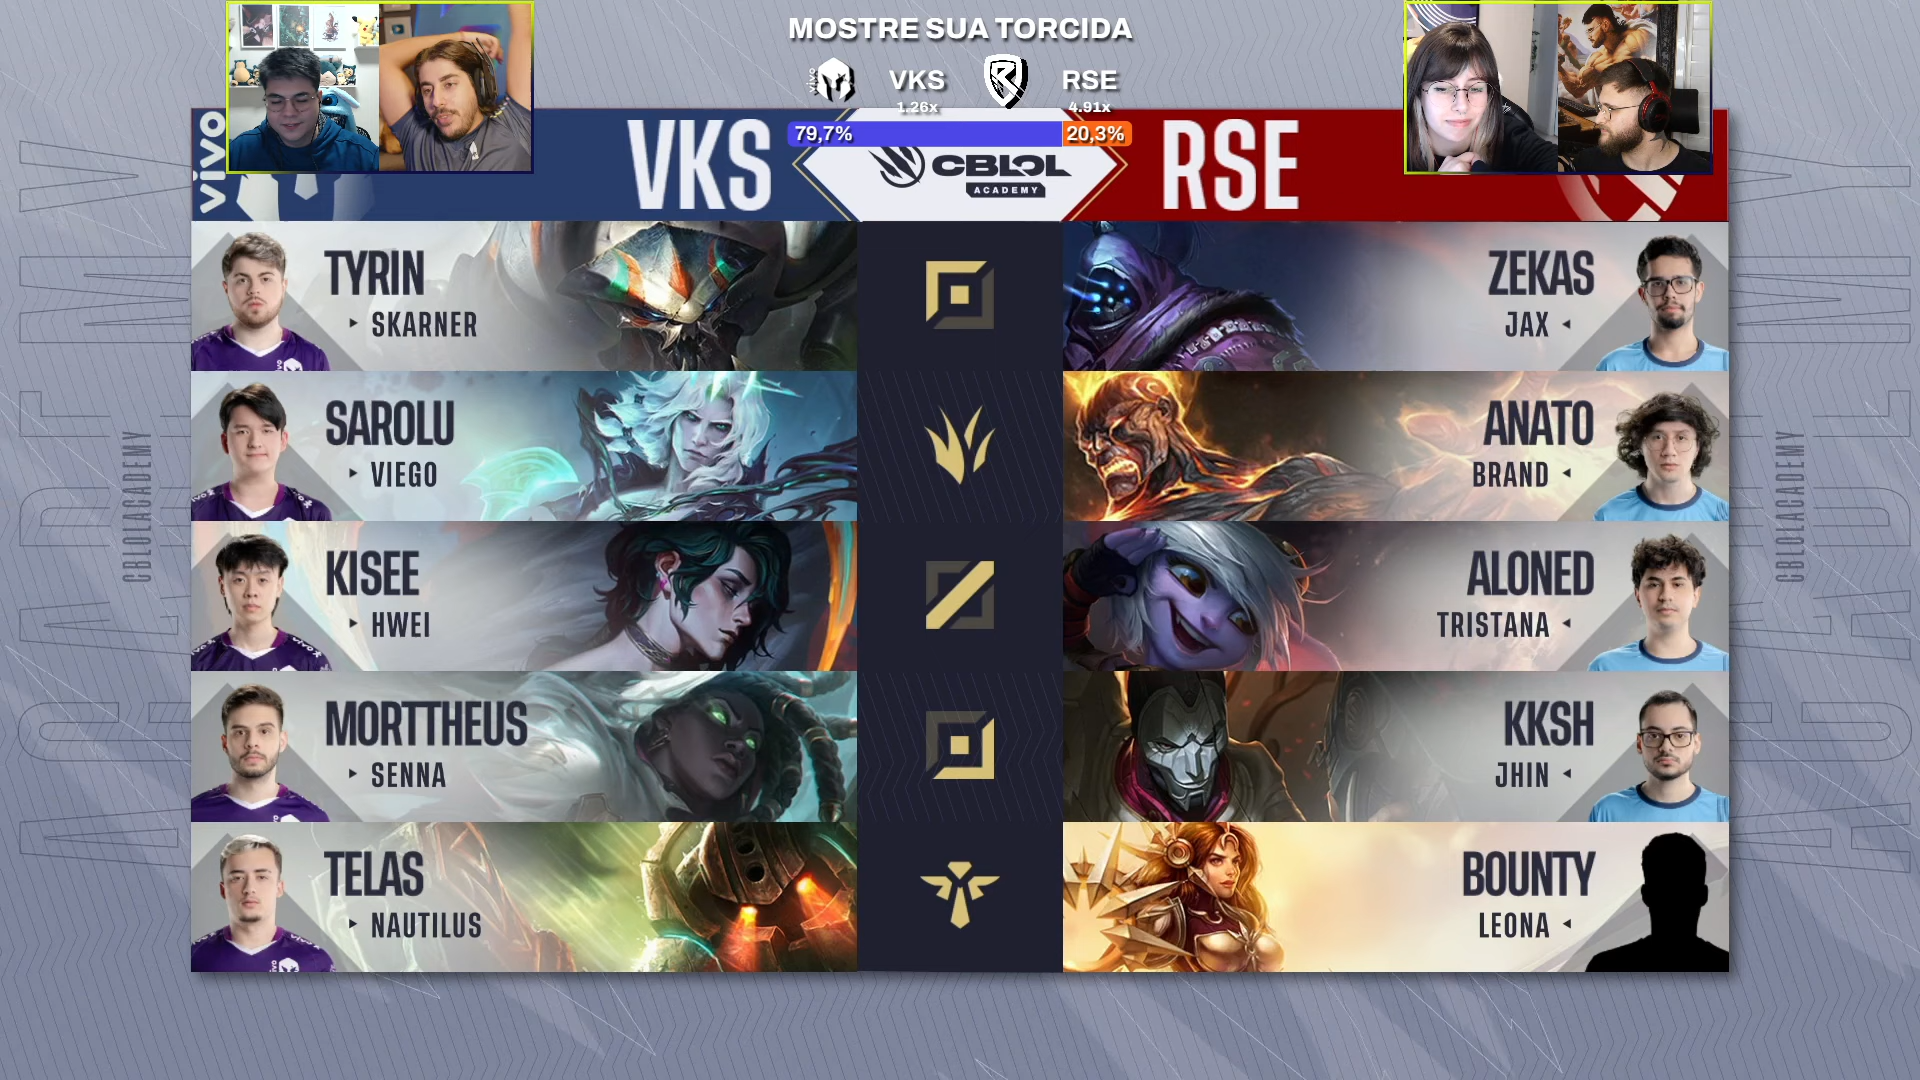 MOSTRE SUA TORCIDA
vivo
VKS
1.26x
RSE
4.91x
79,7%
20,3%
vivo
VKS
CBLOL
ACADEMY
RSE
TYRIN
SKARNER
ZEKAS
JAX
SAROLU
VIEGO
ANATO
BRAND
KISEE
HWEI
ALONED
TRISTANA
MORTTHEUS
SENNA
KKSH
JHIN
TELAS
NAUTILUS
BOUNTY
LEONA
CBLOLACADEMY
CBLOLACADEMY